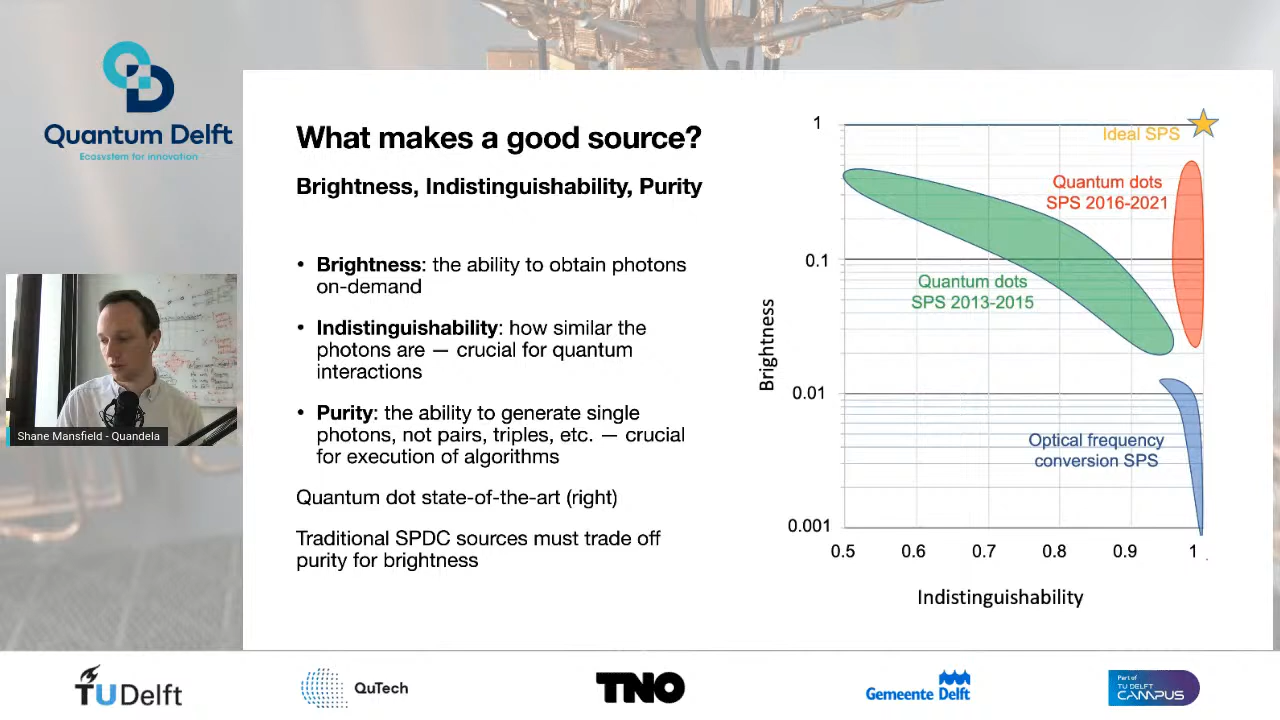 Quantum Delft
Ecosystem for innovation
What makes a good source?
Brightness, Indistinguishability, Purity
• Brightness: the ability to obtain photons
on-demand
• Indistinguishability: how similar the
photons are — crucial for quantum
interactions
• Purity: the ability to generate single
photons, not pairs, triples, etc. — crucial
for execution of algorithms
Quantum dot state-of-the-art (right)
Traditional SPDC sources must trade off
purity for brightness
1
0.1
0.01
0.001
Brightness
Ideal SPS
Quantum dots
SPS 2016-2021
Quantum dots
SPS 2013-2015
Optical frequency
conversion SPS
0.5 0.6 0.7 0.8 0.9 1
Indistinguishability
Shane Mansfield - Quandela
TU Delft
QuTech
TNO
Gemeente Delft
Part of
TU DELFT
CAMPUS